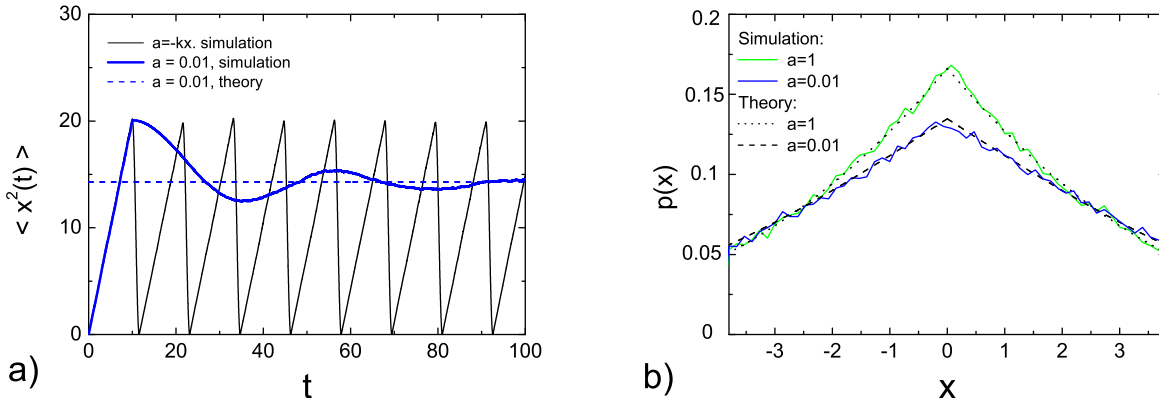 a=-kx. simulation
a = 0.01, simulation
a = 0.01, theory
30
20
10
0
0 20 40 60 80 100
< x²(t) >
t
a)
Simulation:
a=1
a=0.01
Theory:
a=1
a=0.01
0.20
0.15
0.1
0.05
0
-3 -2 -1 0 1 2 3
p(x)
x
b)